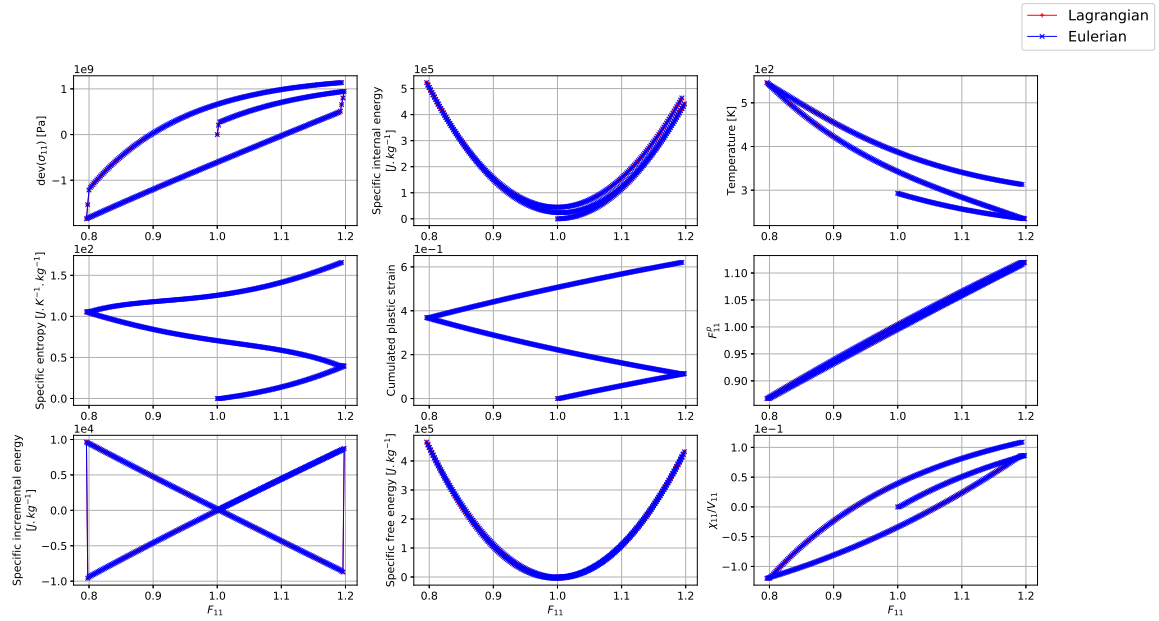 Lagrangian
Eulerian
1e9
dev(σ₁₁) [Pa]
1
0
−1
0.8 0.9 1.0 1.1 1.2
1e5
Specific internal energy
[J.kg⁻¹]
5
4
3
2
1
0
0.8 0.9 1.0 1.1 1.2
1e2
Temperature [K]
5
4
3
0.8 0.9 1.0 1.1 1.2
1e2
Specific entropy [J.K⁻¹.kg⁻¹]
1.5
1.0
0.5
0.0
0.8 0.9 1.0 1.1 1.2
1e−1
Cumulated plastic strain
6
4
2
0
0.8 0.9 1.0 1.1 1.2
F₁₁ᵖ
1.10
1.05
1.00
0.95
0.90
0.8 0.9 1.0 1.1 1.2
1e4
Specific incremental energy
[J.kg⁻¹]
1.0
0.5
0.0
−0.5
−1.0
0.8 0.9 1.0 1.1 1.2
F₁₁
1e5
Specific free energy [J.kg⁻¹]
4
3
2
1
0
0.8 0.9 1.0 1.1 1.2
F₁₁
1e−1
χ₁₁/V₁₁
1.0
0.5
0.0
−0.5
−1.0
0.8 0.9 1.0 1.1 1.2
F₁₁